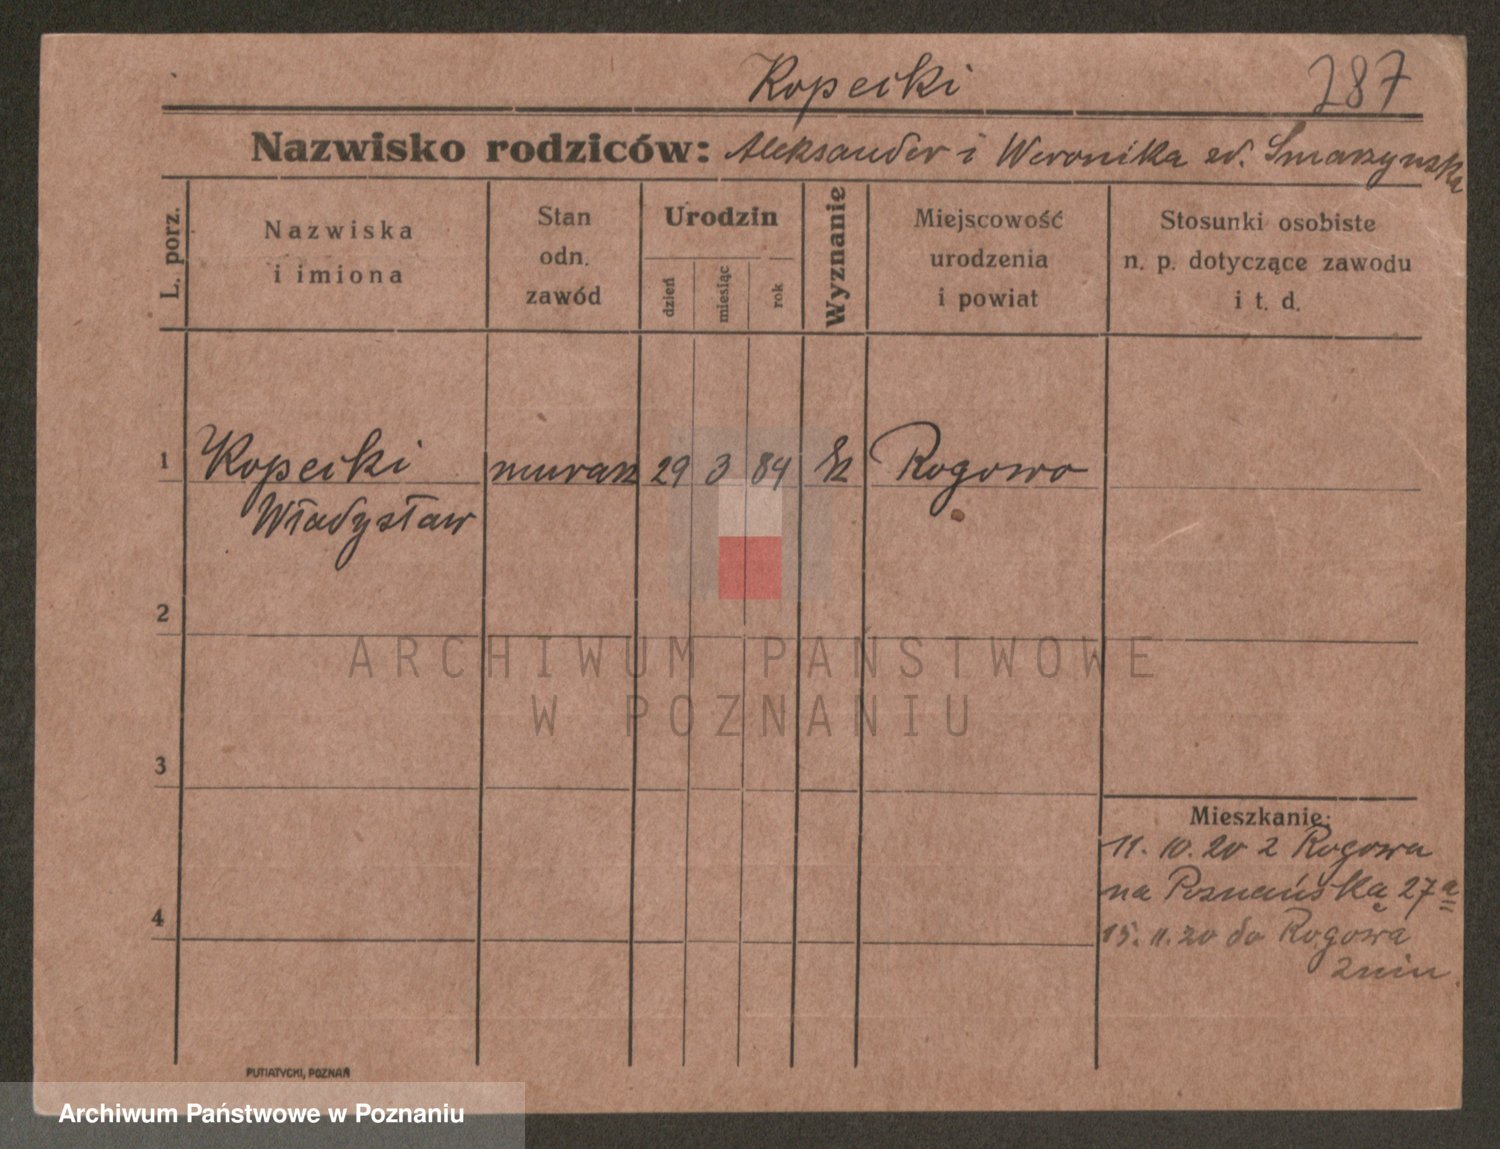 Kopecki 287
Nazwisko rodziców: Aleksander i Weronika Smarzyńska
L. porz.
Nazwiska
i imiona
Stan
odn.
zawód
Urodzin
dzień
miesiąc
rok
Wyznanie
Miejscowość
urodzenia
i powiat
Stosunki osobiste
n. p. dotyczące zawodu
i t. d.
1 Kopecki murarz 29 3 84 Rogowo
Władysław
2
ARCHIWUM PAŃSTWOWE
W POZNANIU
3
Mieszkanie:
11. 10. 20 z Rogowa
na Poznańską 27a
4
15. 11. 20 do Rogowa
Znin
PUTIATYCKI, POZNAŃ
Archiwum Państwowe w Poznaniu